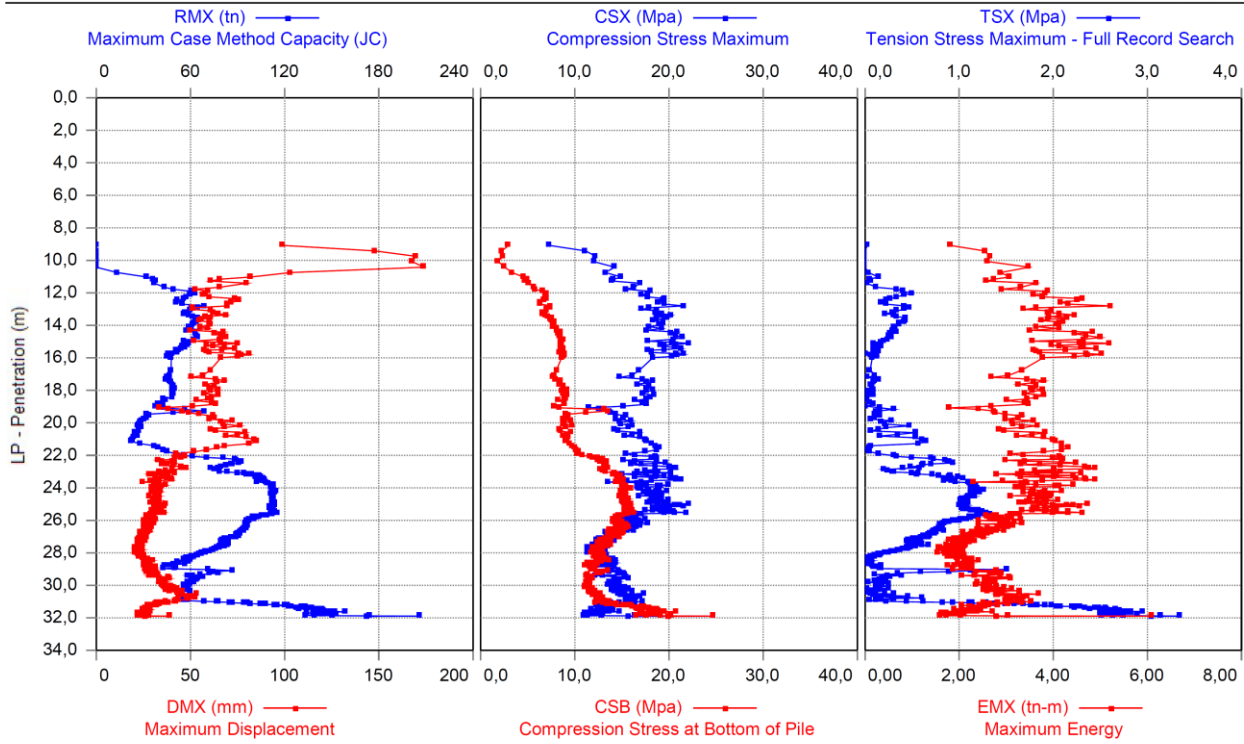 RMX (tn)
Maximum Case Method Capacity (JC)
CSX (Mpa)
Compression Stress Maximum
TSX (Mpa)
Tension Stress Maximum - Full Record Search
0 60 120 240
0,0 10,0 20,0 40,0 40,0
0,0 1,0 2,0 3,0 4,0
0,0
2,0
4,0
6,0
8,0
10,0
12,0
14,0
16,0
18,0
20,0
22,0
24,0
26,0
28,0
30,0
32,0
34,0
LP - Penetration (m)
0 50 100 150 200
0,0 10,0 20,0 30,0 40,0
0,00 2,00 4,00 6,00 8,00
DMX (mm)
Maximum Displacement
CSB (Mpa)
Compression Stress at Bottom of Pile
EMX (tn-m)
Maximum Energy